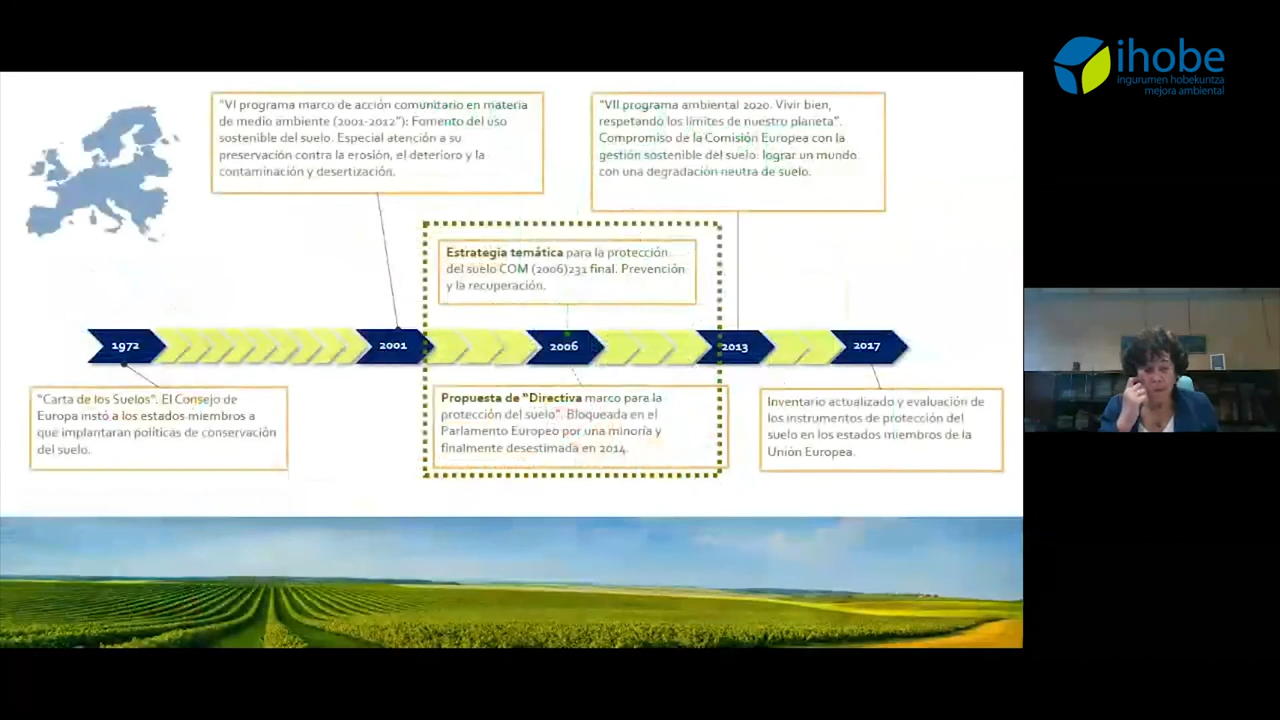 ihobe
ingurumen hobekuntza
mejora ambiental
"VI programa marco de acción comunitario en materia
de medio ambiente (2001-2012"): Fomento del uso
sostenible del suelo. Especial atención a su
preservación contra la erosión, el deterioro y la
contaminación y desertización.
"VII programa ambiental 2020. Vivir bien,
respetando los límites de nuestro planeta".
Compromiso de la Comisión Europea con la
gestión sostenible del suelo: lograr un mundo
con una degradación neutra de suelo.
Estrategia temática para la protección
del suelo COM (2006)231 final. Prevención
y la recuperación.
1972
2001
2006
2013
2017
"Carta de los Suelos". El Consejo de
Europa instó a los estados miembros a
que implantaran políticas de conservación
del suelo.
Propuesta de "Directiva marco para la
protección del suelo". Bloqueada en el
Parlamento Europeo por una minoría y
finalmente desestimada en 2014.
Inventario actualizado y evaluación de
los instrumentos de protección del
suelo en los estados miembros de la
Unión Europea.